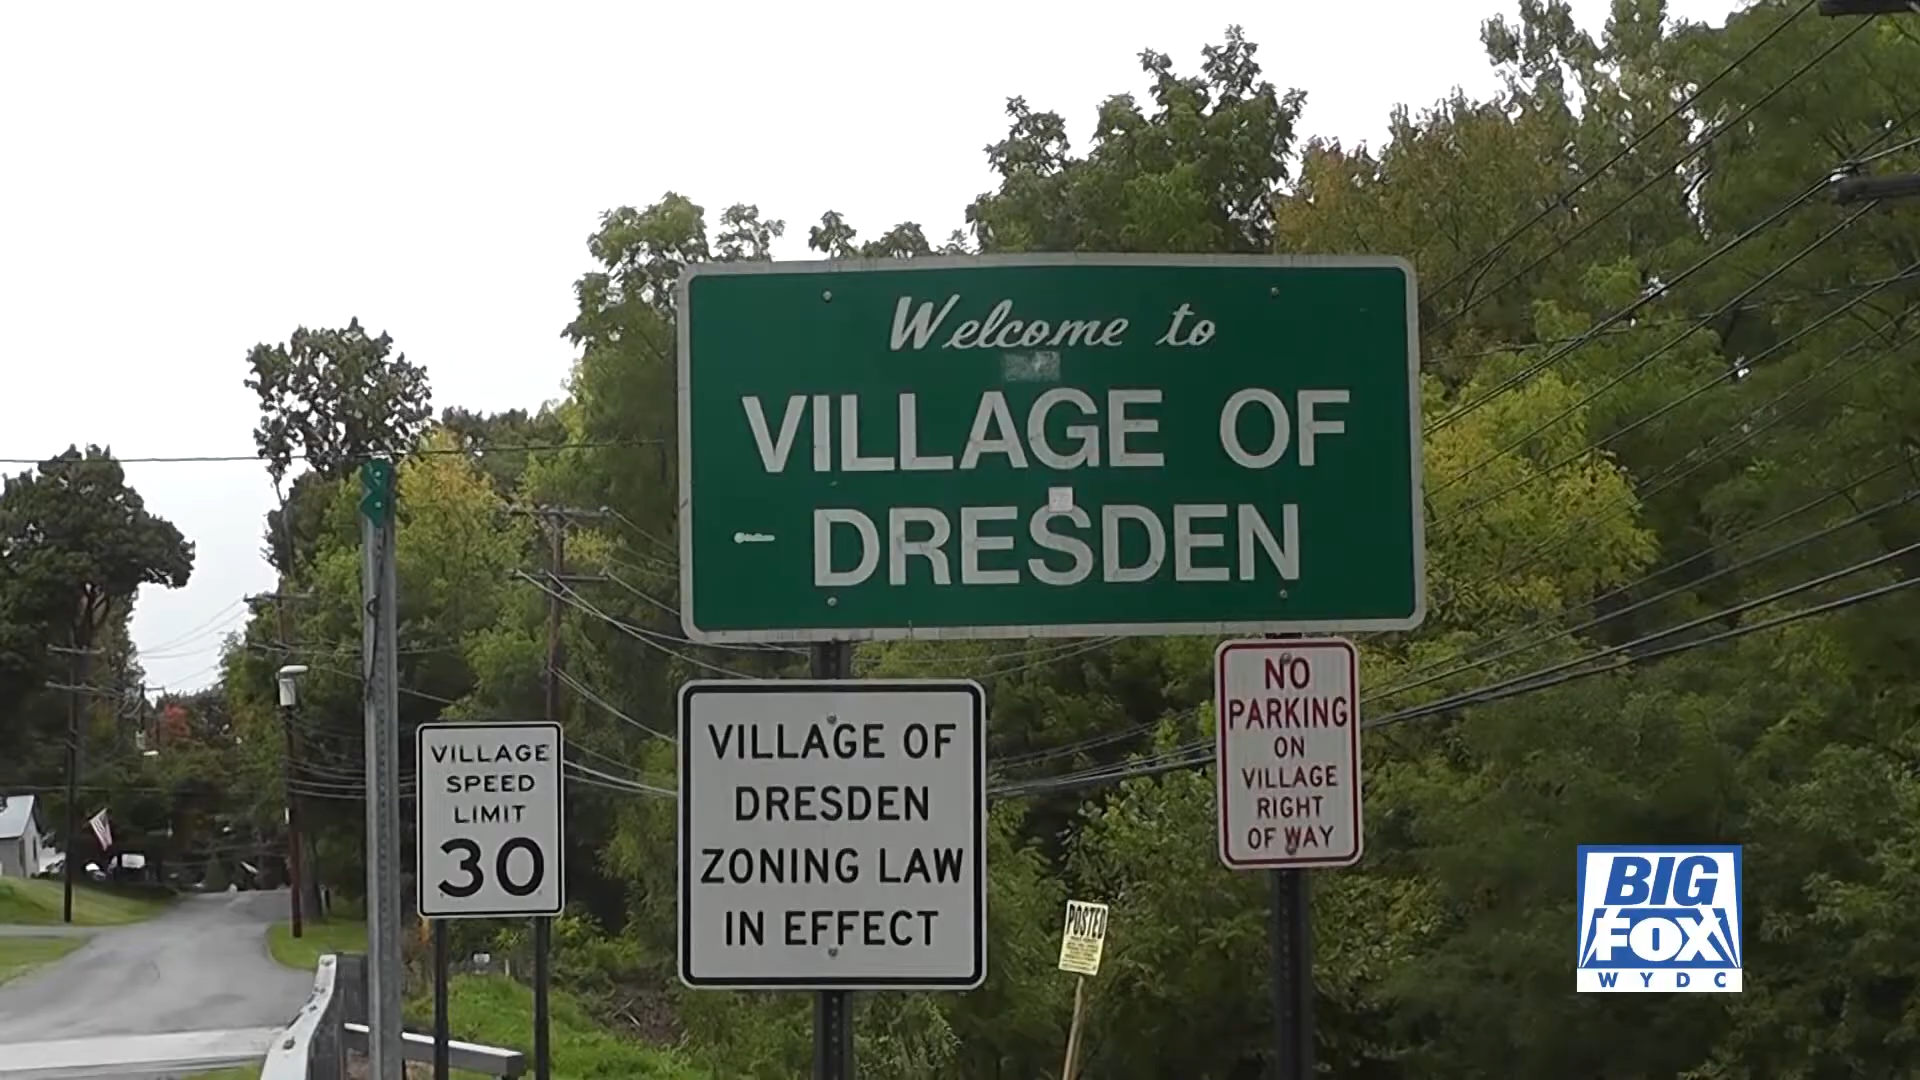 Welcome to
VILLAGE OF
DRESDEN
VILLAGE
SPEED
LIMIT
30
VILLAGE OF
DRESDEN
ZONING LAW
IN EFFECT
NO
PARKING
ON
VILLAGE
RIGHT
OF WAY
POSTED
BIG
FOX
WYDC